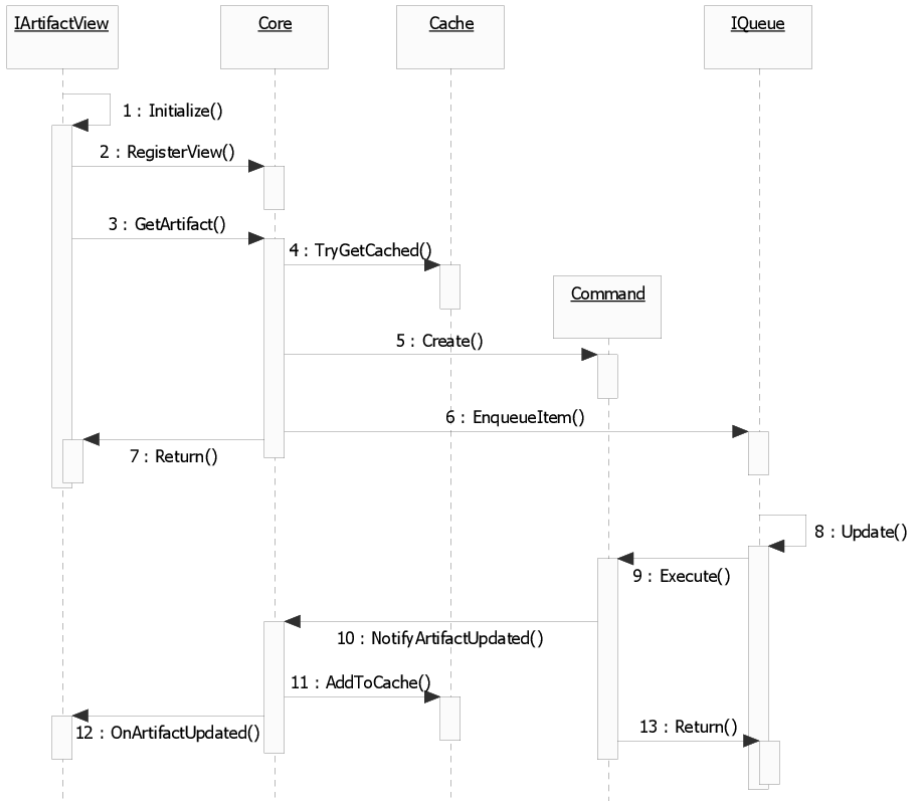 IArtifactView
Core
Cache
IQueue
1 : Initialize()
2 : RegisterView()
3 : GetArtifact()
4 : TryGetCached()
Command
5 : Create()
6 : EnqueueItem()
7 : Return()
8 : Update()
9 : Execute()
10 : NotifyArtifactUpdated()
11 : AddToCache()
12 : OnArtifactUpdated()
13 : Return()